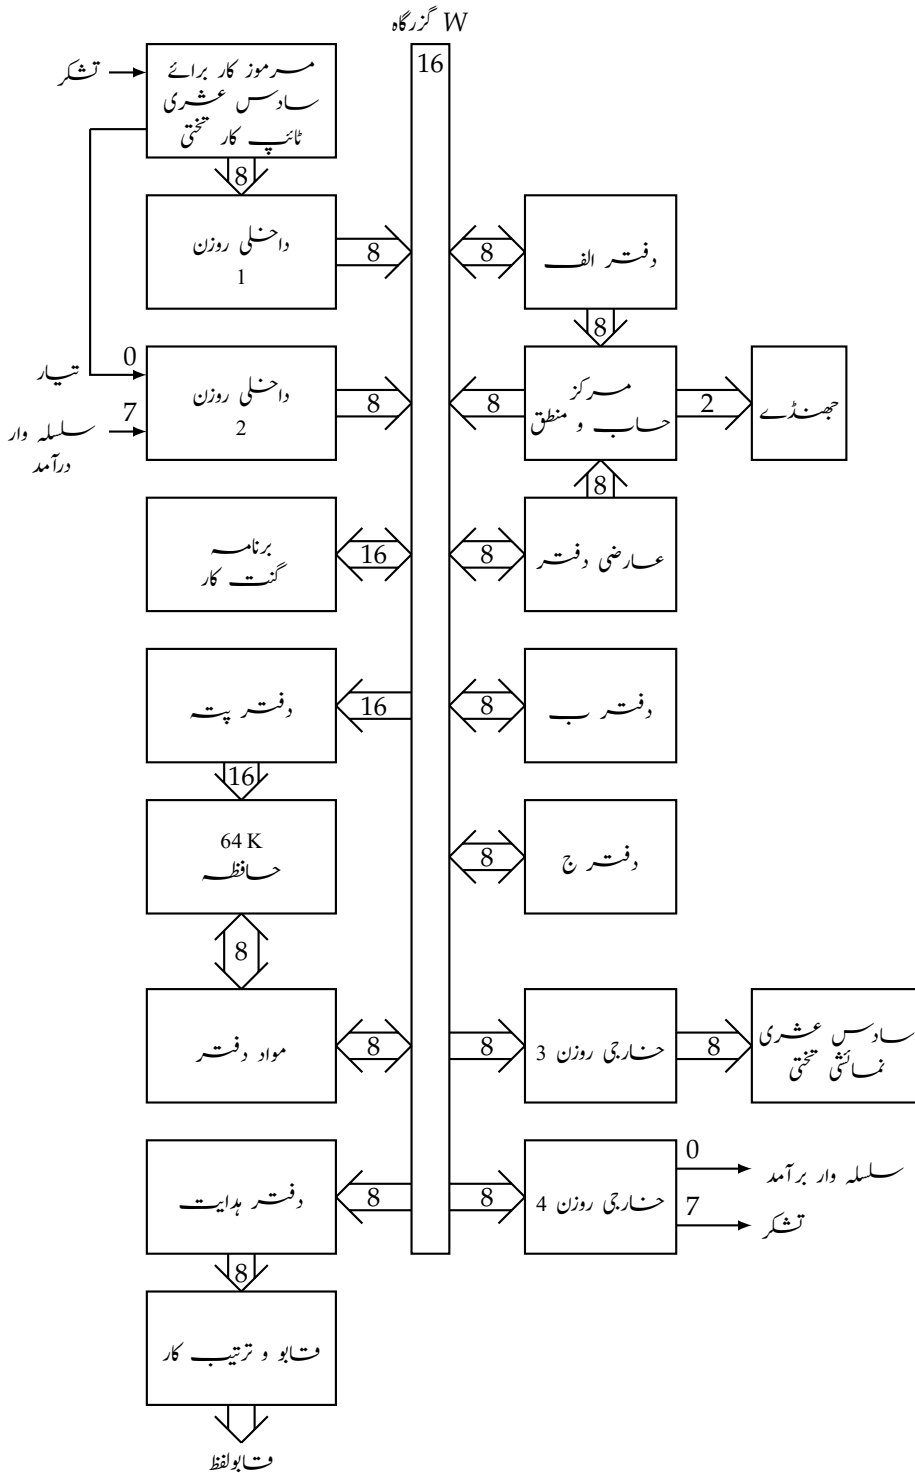 W گزرگاہ
16
تشکر
مرموز کار برائے
سادس عشری
ٹائپ کار تختی
8
داخلی روزن
1
8
8
دفتر الف
8
تیار
0
سلسلہ وار
درآمد
7
داخلی روزن
2
8
8
مرکز
حساب و منطق
2
جھنڈے
8
برنامہ
گنت کار
16
8
عارضی دفتر
دفتر پتہ
16
8
دفتر ب
16
64 K
حافظہ
8
دفتر ج
8
مواد دفتر
8
8
خارجی روزن 3
8
سادس عشری
نمائشی تختی
دفتر ہدایت
8
8
خارجی روزن 4
0
سلسلہ وار برآمد
7
تشکر
8
قابو و ترتیب کار
قابولفظ